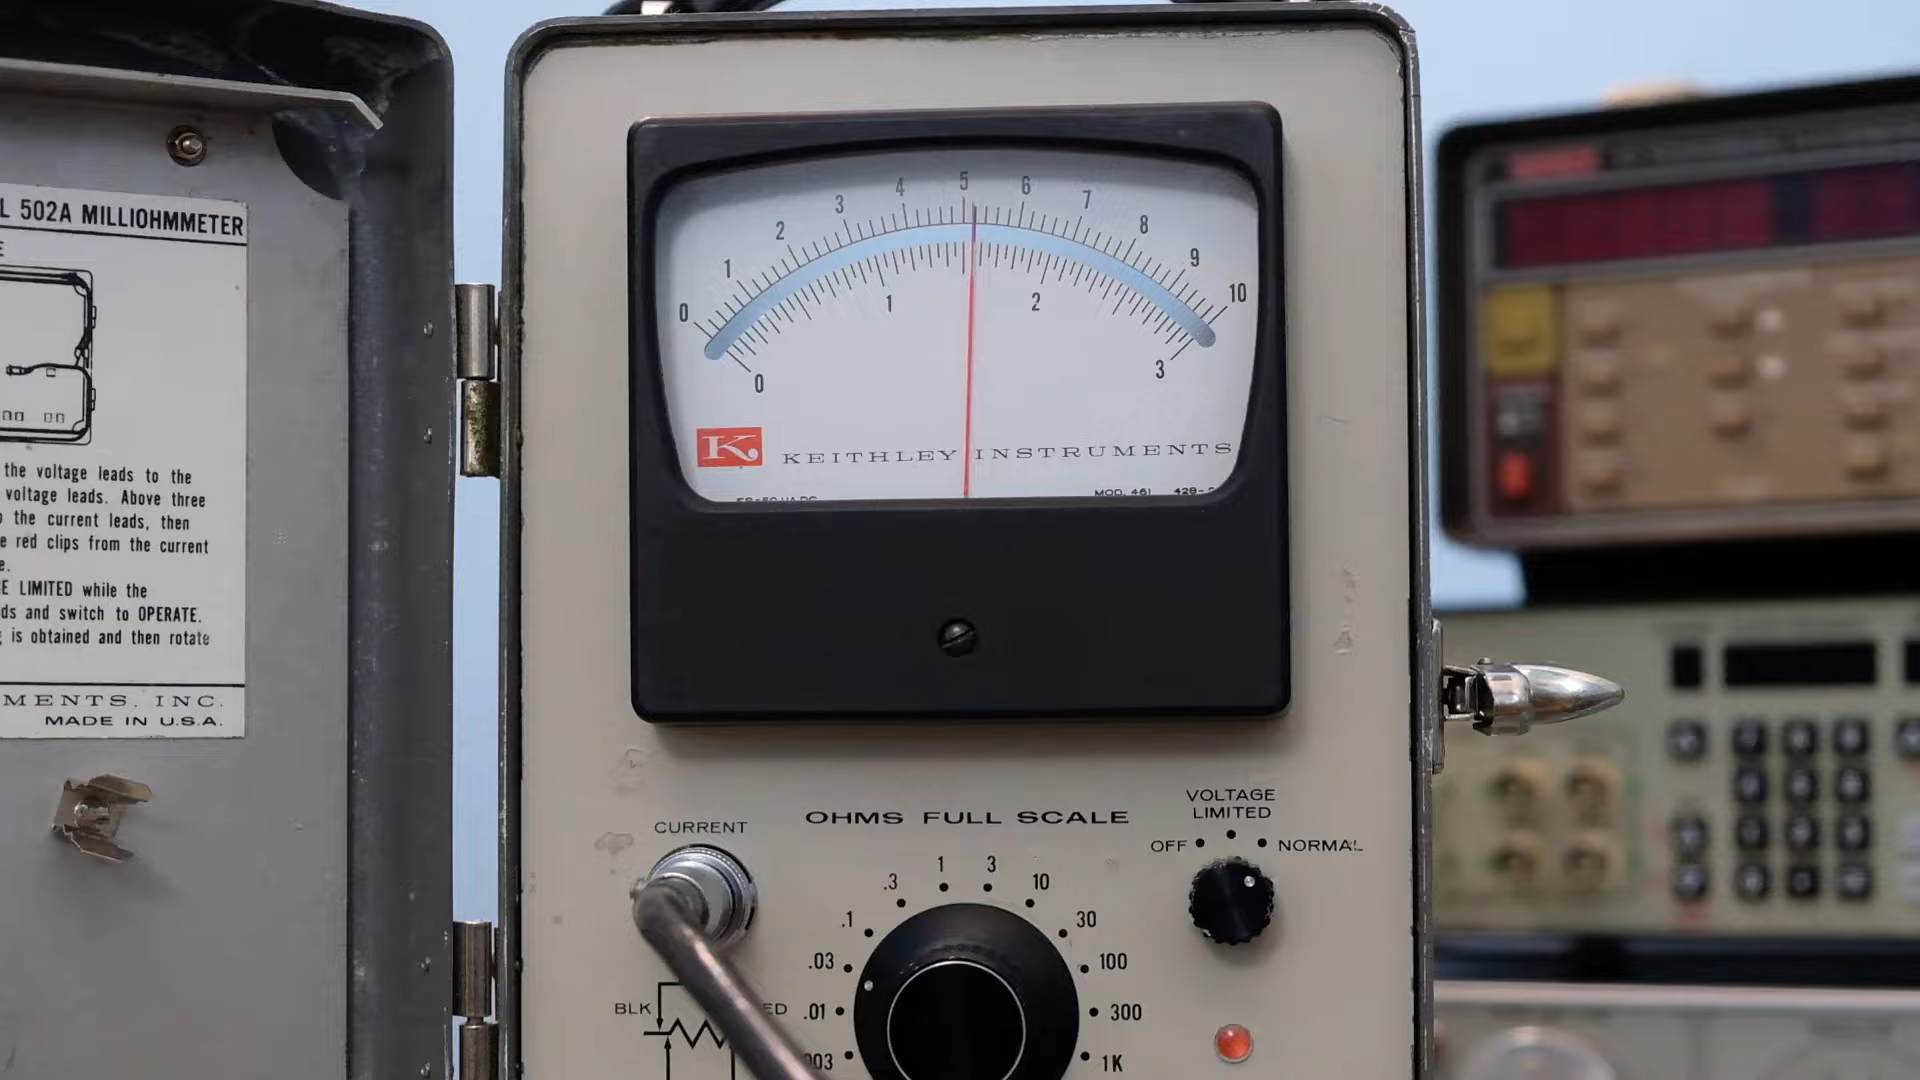 L 502A MILLIOHMMETER
E
the voltage leads to the
voltage leads. Above three
the current leads, then
e red clips from the current
e.
E LIMITED while the
ds and switch to OPERATE.
g is obtained and then rotate
MENTS, INC.
MADE IN U.S.A.
0 1 2 3 4 5 6 7 8 9 10
0 1 2 3
K KEITHLEY INSTRUMENTS
MOD. 461 428-
CURRENT
OHMS FULL SCALE
VOLTAGE
LIMITED
OFF NORMAL
003 .01 .03 .1 .3 1 3 10 30 100 300 1K
BLK ED